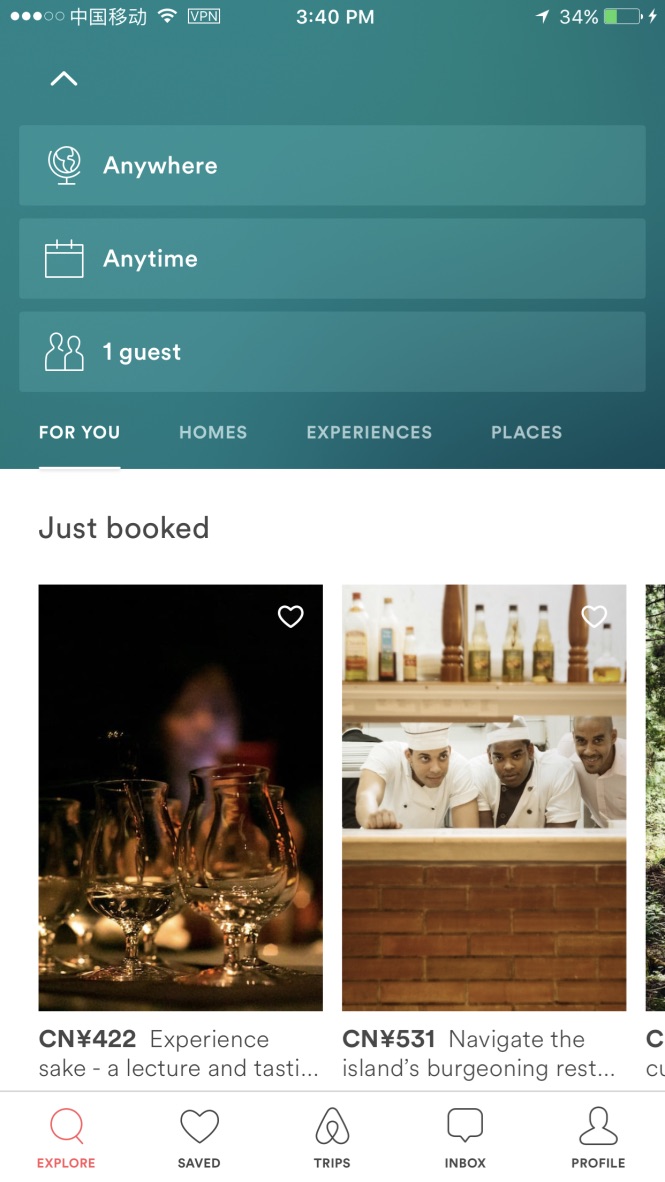 中国移动 VPN 3:40 PM 34%
Anywhere
Anytime
1 guest
FOR YOU HOMES EXPERIENCES PLACES
Just booked
CN¥422 Experience
sake - a lecture and tasti...
CN¥531 Navigate the
island’s burgeoning rest...
C
cu
EXPLORE SAVED TRIPS INBOX PROFILE